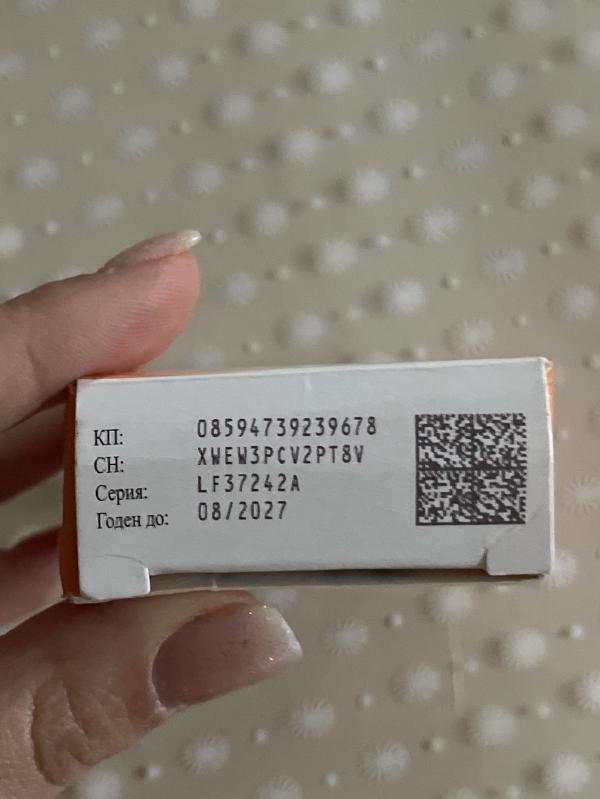 КП: 08594739239678
СН: XWEW3PCV2PT8V
Серия: LF37242A
Годен до: 08/2027